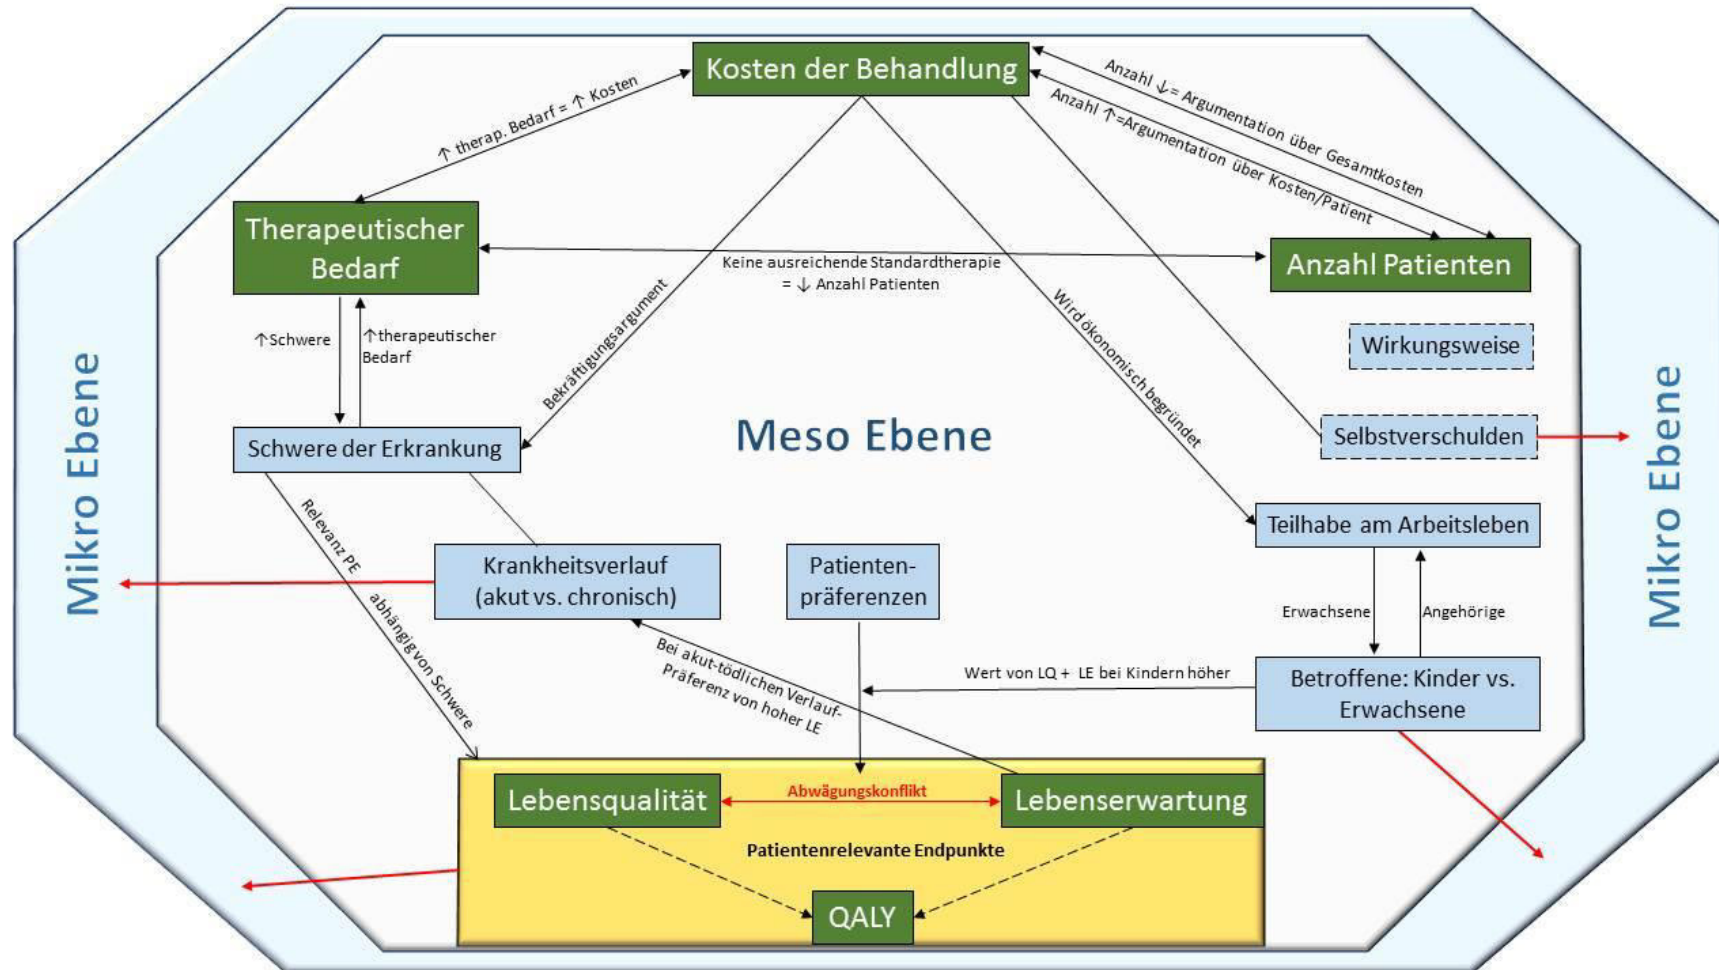 Kosten der Behandlung
↑ therap. Bedarf = ↑ Kosten
Anzahl ↓= Argumentation über Gesamtkosten
Anzahl ↑=Argumentation über Kosten/Patient
Therapeutischer
Bedarf
Keine ausreichende Standardtherapie
= ↓ Anzahl Patienten
Anzahl Patienten
↑Schwere
↑therapeutischer
Bedarf
Bekräftigungsargument
Wird ökonomisch begründet
Wirkungsweise
Mikro Ebene
Meso Ebene
Mikro Ebene
Schwere der Erkrankung
Selbstverschulden
Relevanz PE
abhängig von Schwere
Teilhabe am Arbeitsleben
Krankheitsverlauf
(akut vs. chronisch)
Patienten-
präferenzen
Erwachsene
Angehörige
Bei akut-tödlichen Verlauf-
Präferenz von hoher LE
Wert von LQ + LE bei Kindern höher
Betroffene: Kinder vs.
Erwachsene
Lebensqualität
Abwägungskonflikt
Lebenserwartung
Patientenrelevante Endpunkte
QALY